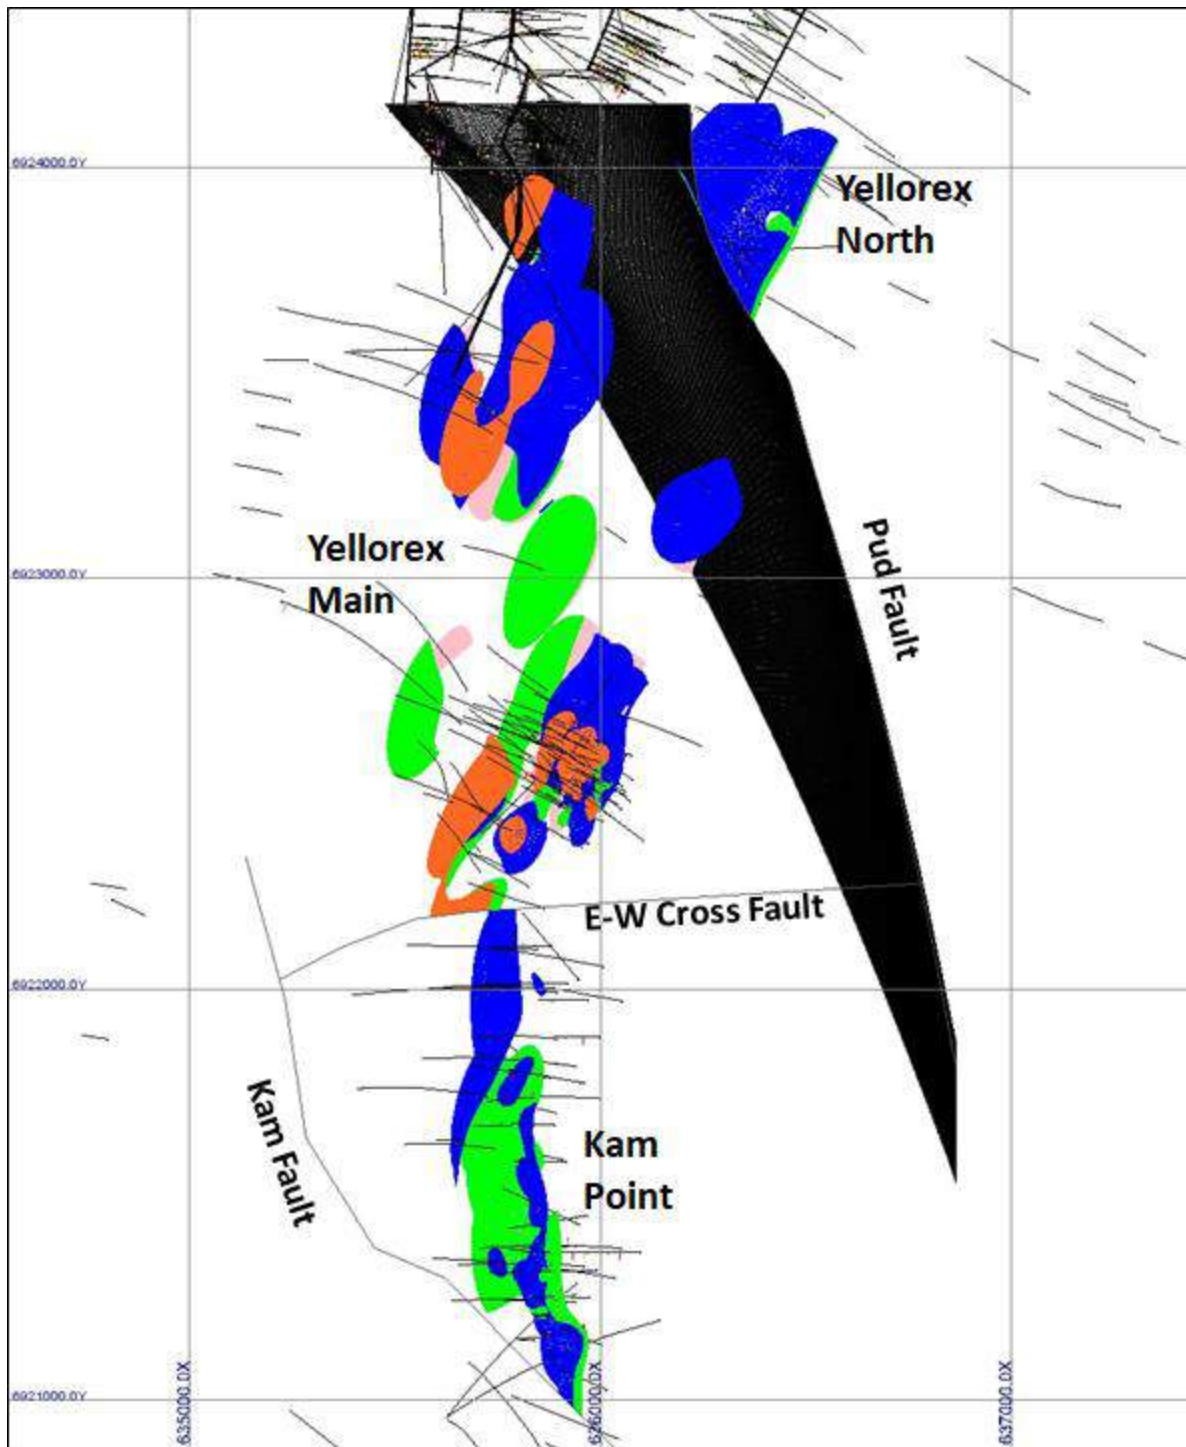 6924000.0Y
Yellorex
North
Pud Fault
Yellorex
Main
6923000.0Y
E-W Cross Fault
6922000.0Y
Kam Fault
Kam
Point
6921000.0Y
635000.0X
636000.0X
637000.0X